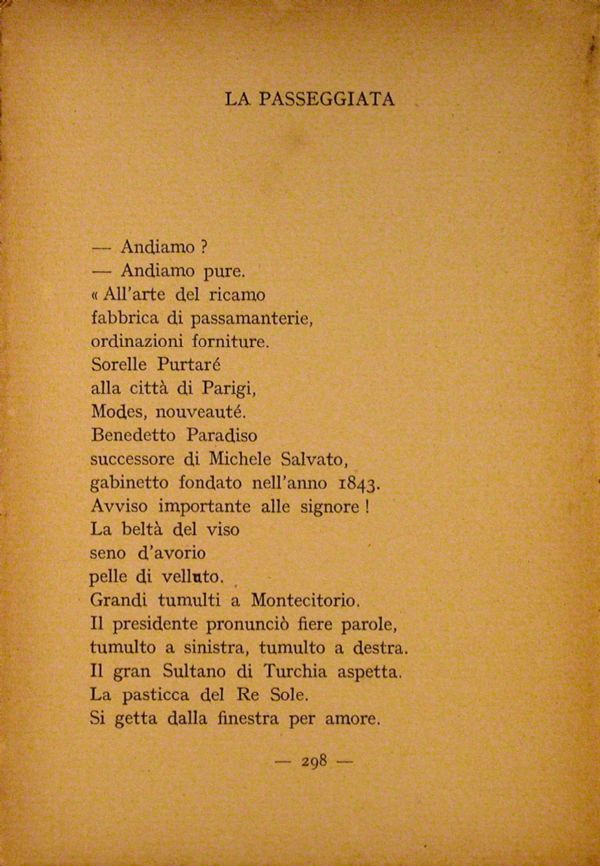 LA PASSEGGIATA
— Andiamo ?
— Andiamo pure.
« All'arte del ricamo
fabbrica di passamanterie,
ordinazioni forniture.
Sorelle Purtaré
alla città di Parigi,
Modes, nouveauté.
Benedetto Paradiso
successore di Michele Salvato,
gabinetto fondato nell'anno 1843.
Avviso importante alle signore !
La beltà del viso
seno d'avorio
pelle di velluto.
Grandi tumulti a Montecitorio.
Il presidente pronunciò fiere parole,
tumulto a sinistra, tumulto a destra.
Il gran Sultano di Turchia aspetta.
La pasticca del Re Sole.
Si getta dalla finestra per amore.
— 298 —